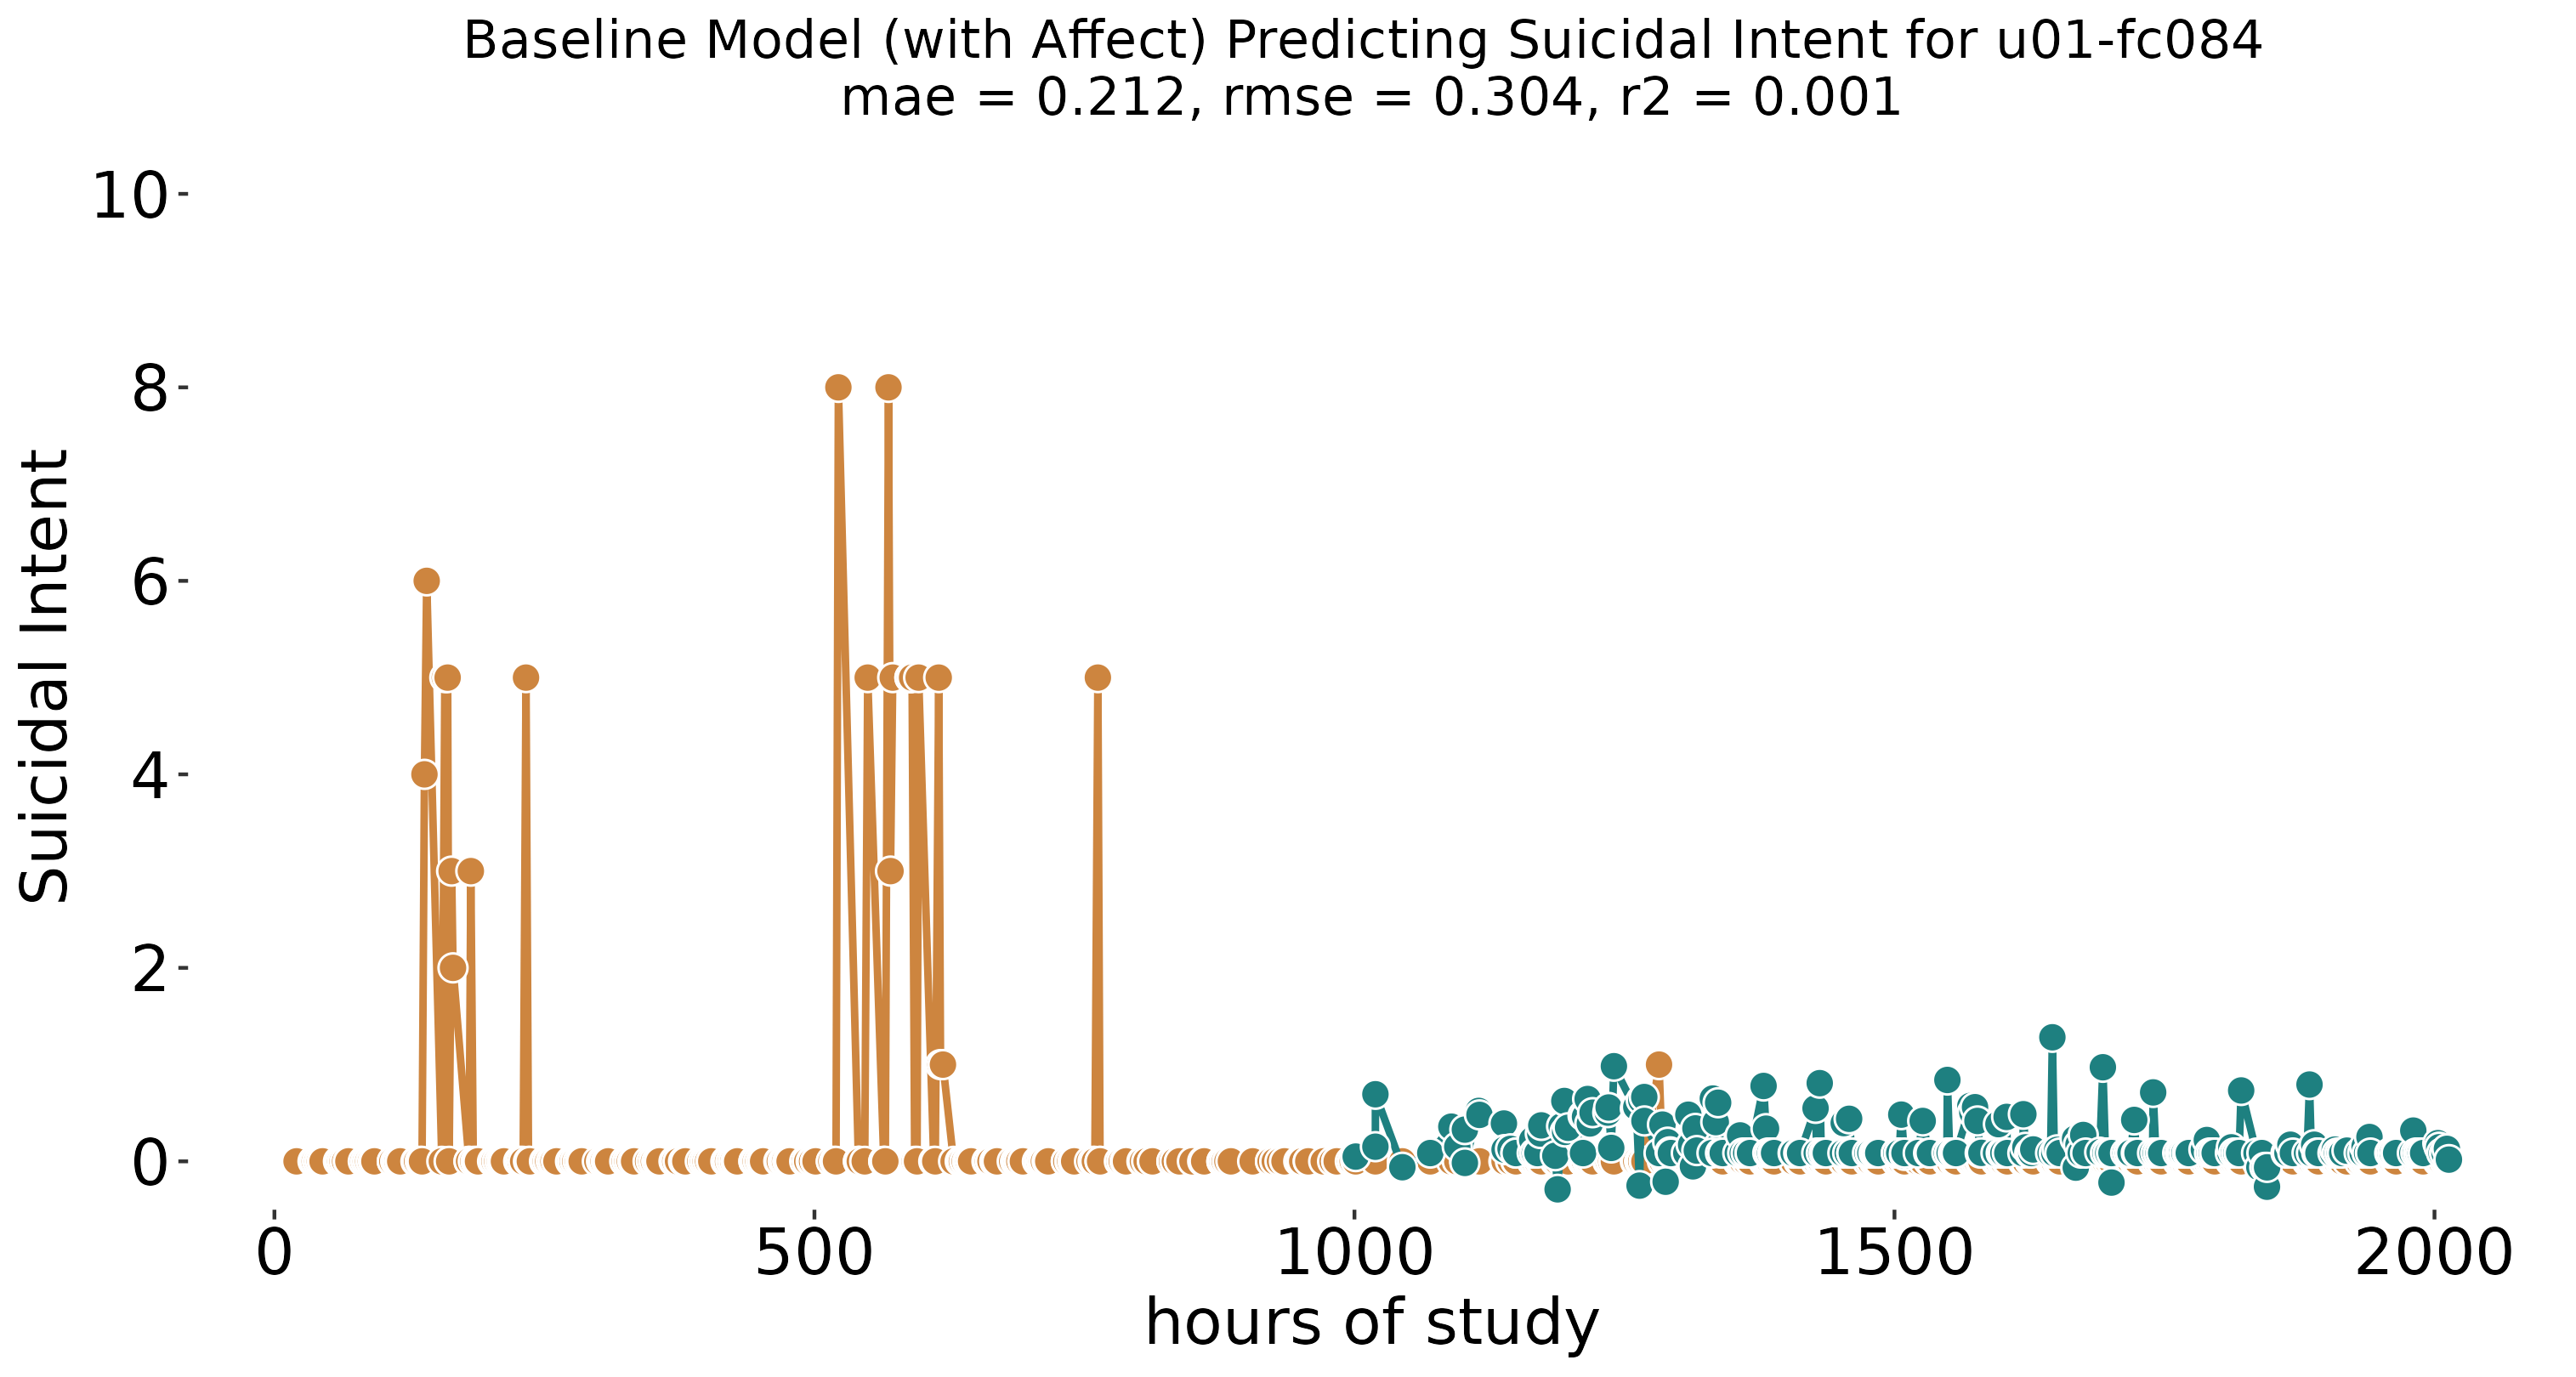 Baseline Model (with Affect) Predicting Suicidal Intent for u01-fc084
mae = 0.212, rmse = 0.304, r2 = 0.001
10
8
6
4
2
0
Suicidal Intent
0 500 1000 1500 2000
hours of study